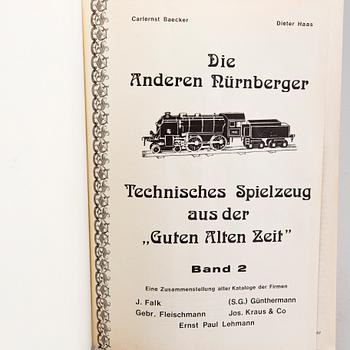 Carlernst Baecker Dieter Haas
Die
Anderen Nürnberger
Technisches Spielzeug
aus der
„Guten Alten Zeit"
Band 2
Eine Zusammenstellung alter Kataloge der Firmen
J. Falk (S.G.) Günthermann
Gebr. Fleischmann Jos. Kraus & Co
Ernst Paul Lehmann